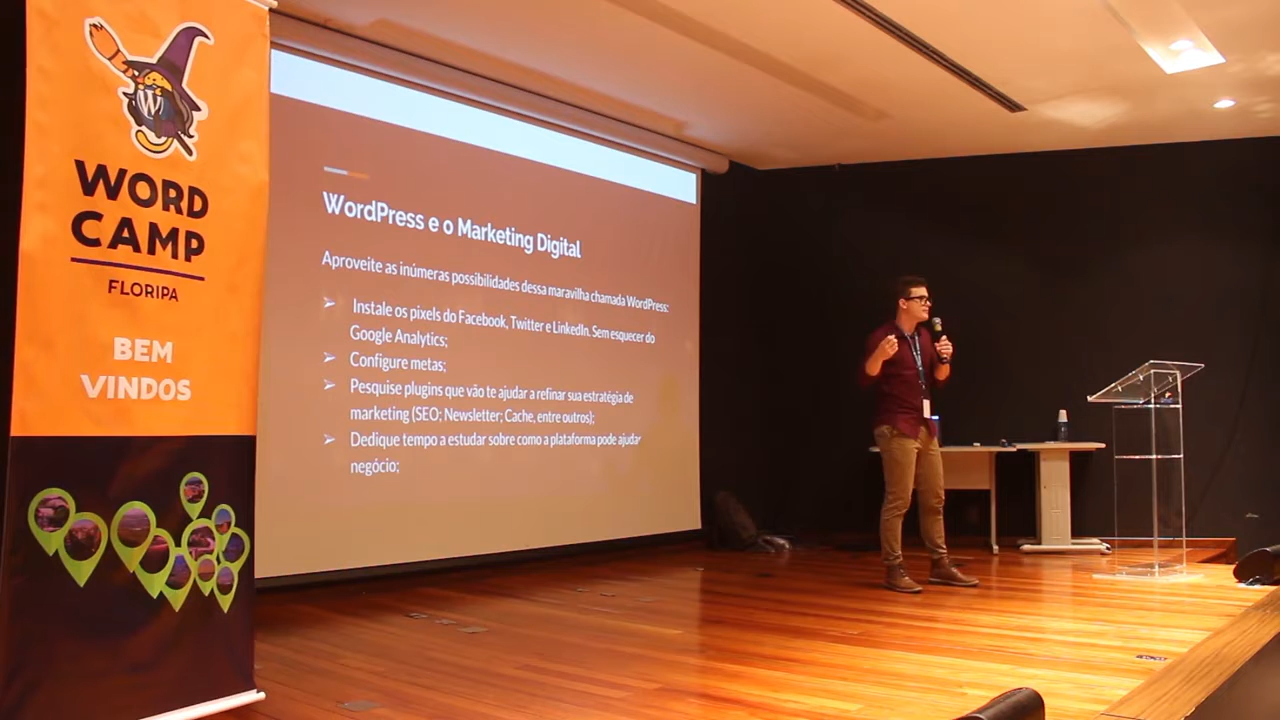 WORD
CAMP
FLORIPA
BEM
VINDOS
WordPress e o Marketing Digital
Aproveite as inúmeras possibilidades dessa maravilha chamada WordPress:
➢ Instale os pixels do Facebook, Twitter e LinkedIn. Sem esquecer do
Google Analytics;
➢ Configure metas;
➢ Pesquise plugins que vão te ajudar a refinar sua estratégia de
marketing (SEO; Newsletter; Cache, entre outros);
➢ Dedique tempo a estudar sobre como a plataforma pode ajudar
negócio;